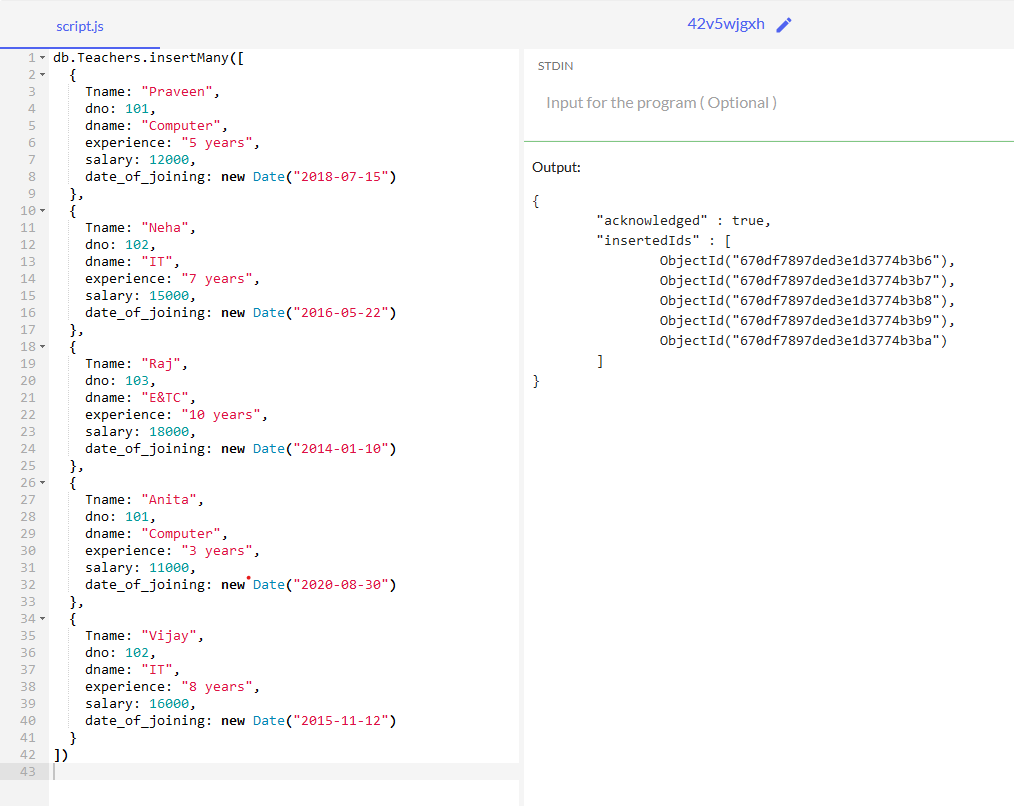 script.js
42v5wjgxh
1 db.Teachers.insertMany([
2   {
3     Tname: "Praveen",
4     dno: 101,
5     dname: "Computer",
6     experience: "5 years",
7     salary: 12000,
8     date_of_joining: new Date("2018-07-15")
9   },
10   {
11     Tname: "Neha",
12     dno: 102,
13     dname: "IT",
14     experience: "7 years",
15     salary: 15000,
16     date_of_joining: new Date("2016-05-22")
17   },
18   {
19     Tname: "Raj",
20     dno: 103,
21     dname: "E&TC",
22     experience: "10 years",
23     salary: 18000,
24     date_of_joining: new Date("2014-01-10")
25   },
26   {
27     Tname: "Anita",
28     dno: 101,
29     dname: "Computer",
30     experience: "3 years",
31     salary: 11000,
32     date_of_joining: new Date("2020-08-30")
33   },
34   {
35     Tname: "Vijay",
36     dno: 102,
37     dname: "IT",
38     experience: "8 years",
39     salary: 16000,
40     date_of_joining: new Date("2015-11-12")
41   }
42 ])
43
STDIN
Input for the program ( Optional )
Output:
{
        "acknowledged" : true,
        "insertedIds" : [
                ObjectId("670df7897ded3e1d3774b3b6"),
                ObjectId("670df7897ded3e1d3774b3b7"),
                ObjectId("670df7897ded3e1d3774b3b8"),
                ObjectId("670df7897ded3e1d3774b3b9"),
                ObjectId("670df7897ded3e1d3774b3ba")
        ]
}